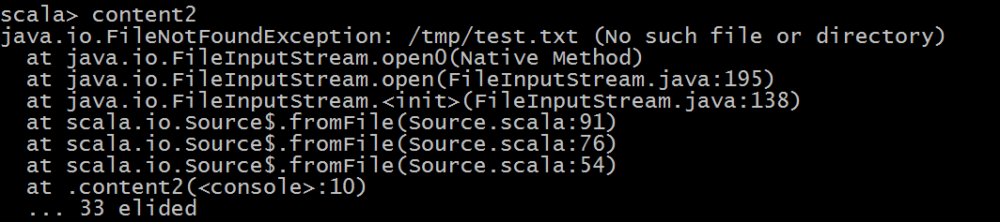 scala> content2
java.io.FileNotFoundException: /tmp/test.txt (No such file or directory)
  at java.io.FileInputStream.open0(Native Method)
  at java.io.FileInputStream.open(FileInputStream.java:195)
  at java.io.FileInputStream.<init>(FileInputStream.java:138)
  at scala.io.Source$.fromFile(Source.scala:91)
  at scala.io.Source$.fromFile(Source.scala:76)
  at scala.io.Source$.fromFile(Source.scala:54)
  at .content2(<console>:10)
  ... 33 elided